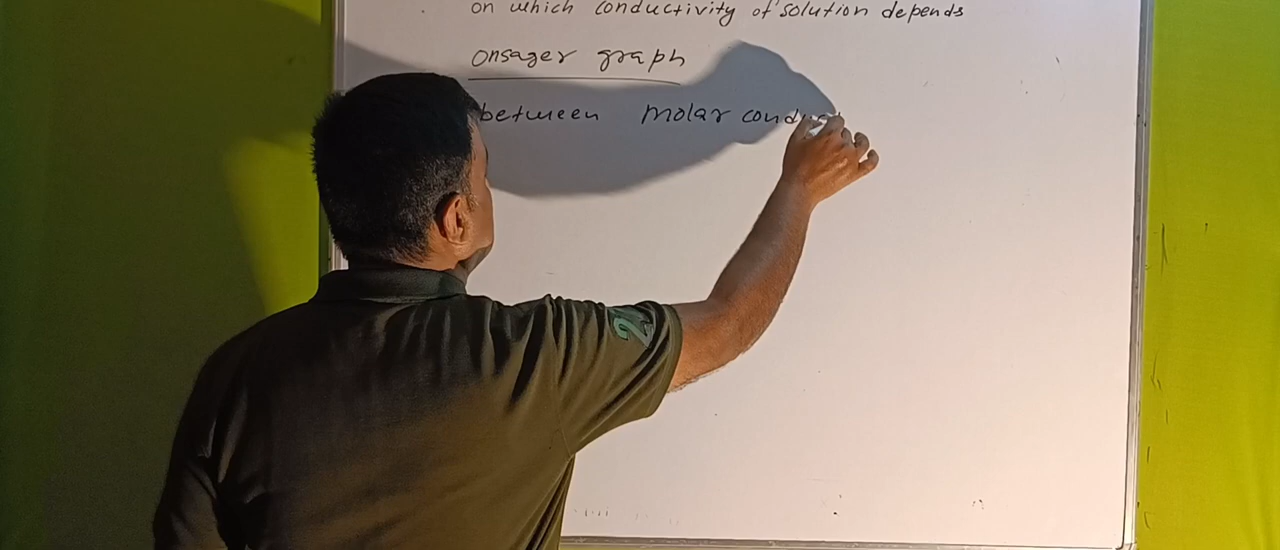 on which conductivity of solution depends
onsager graph
between molar